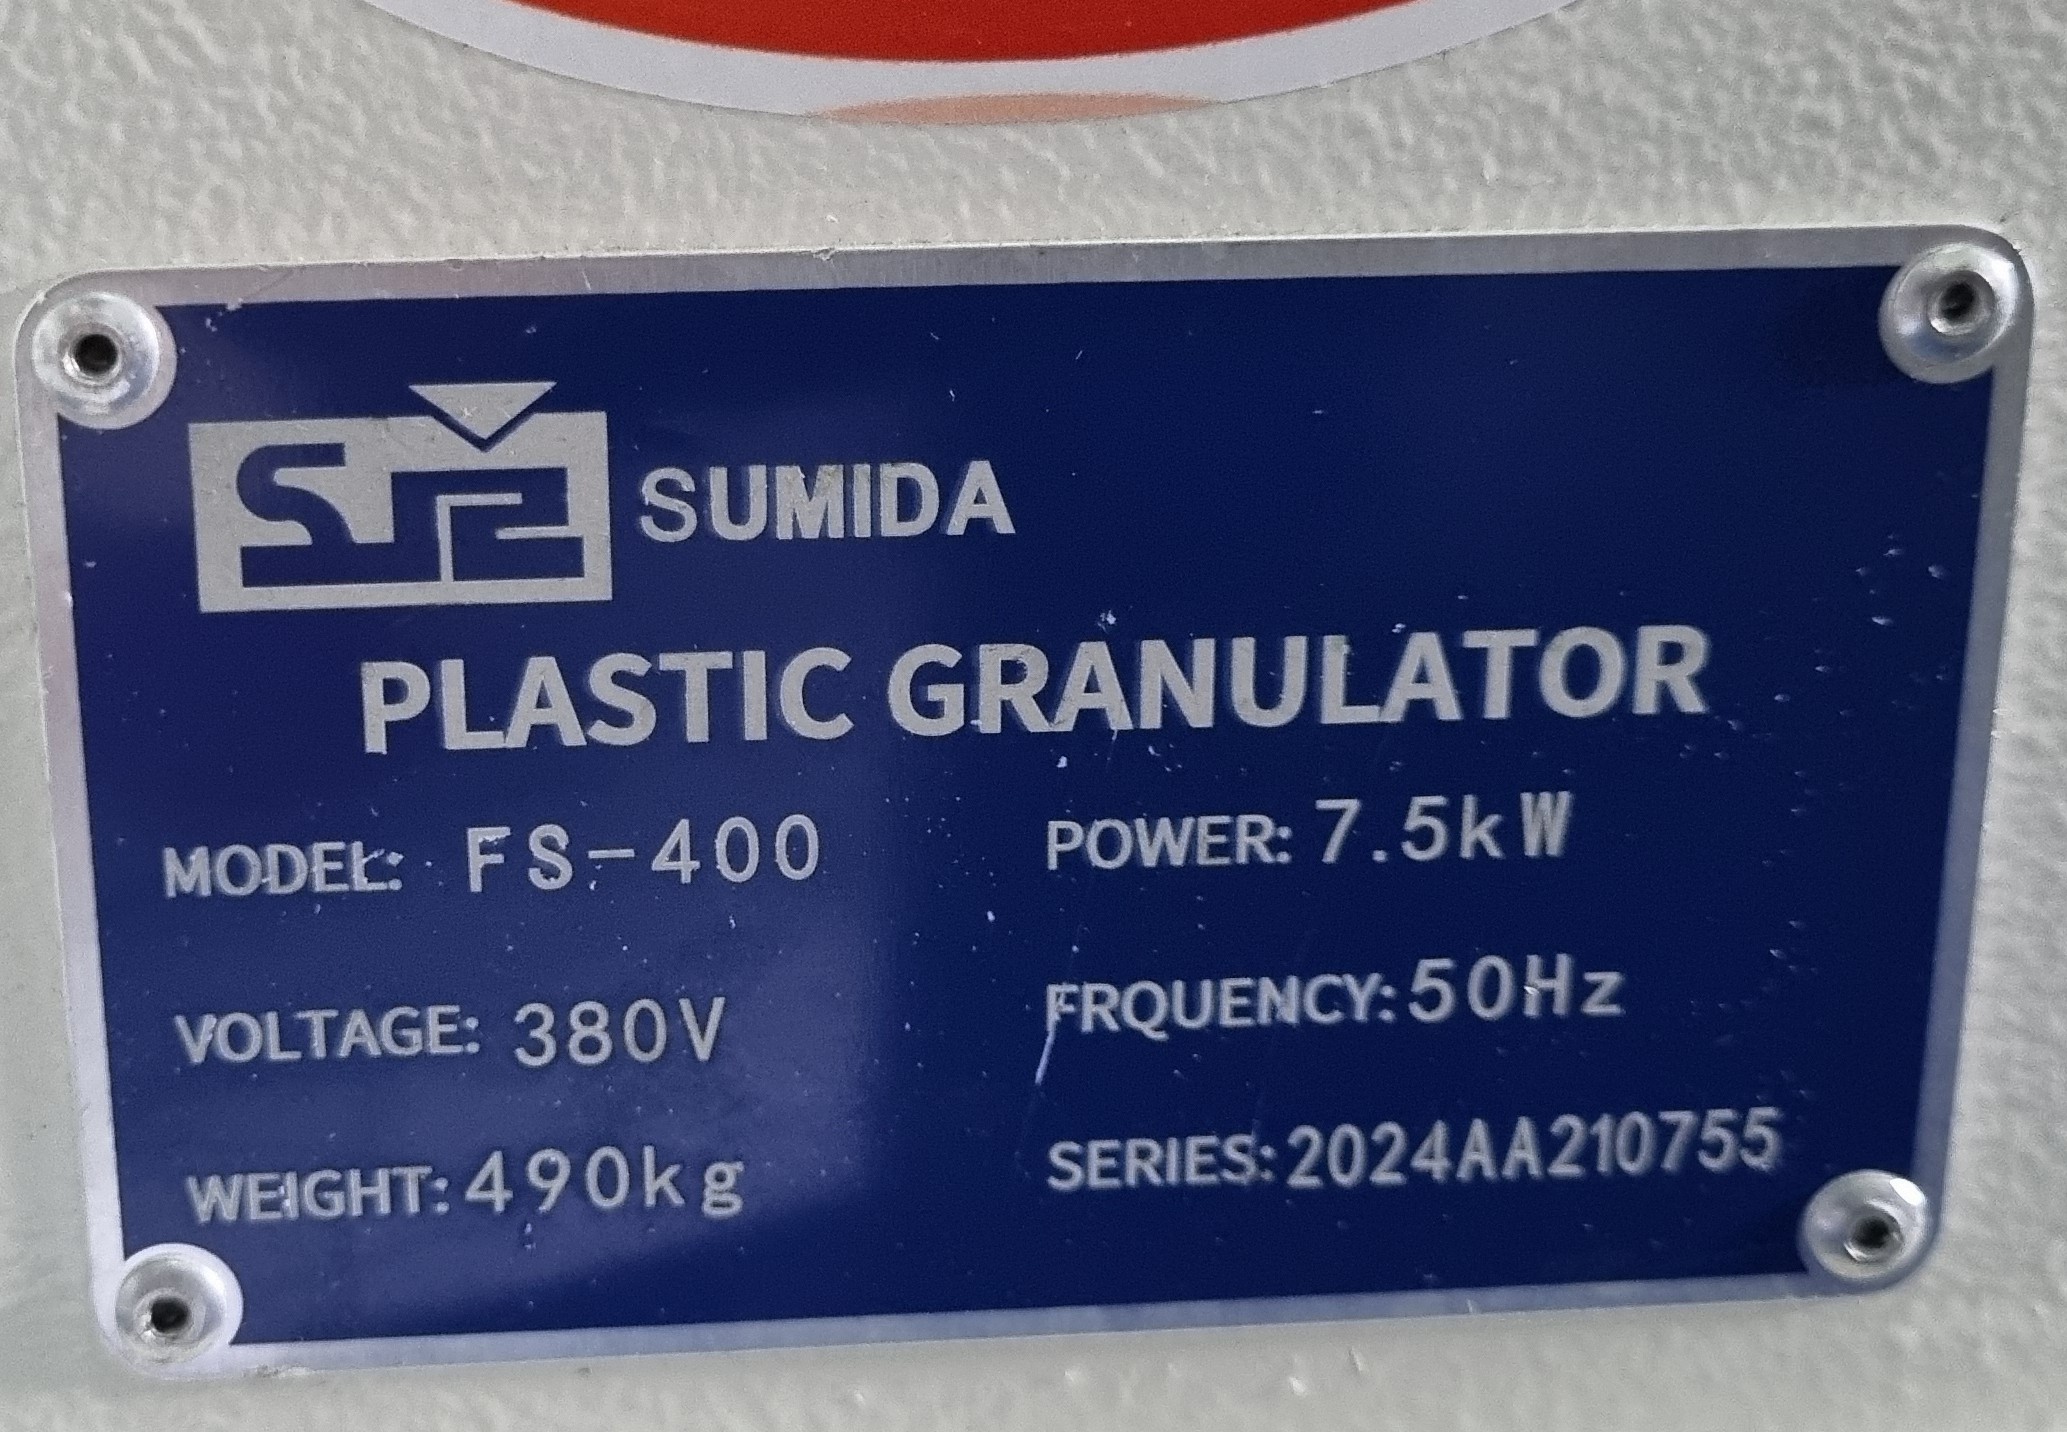 SUMIDA
PLASTIC GRANULATOR
MODEL: FS-400
POWER: 7.5kW
VOLTAGE: 380V
FRQUENCY: 50Hz
WEIGHT: 490kg
SERIES: 2024AA210755